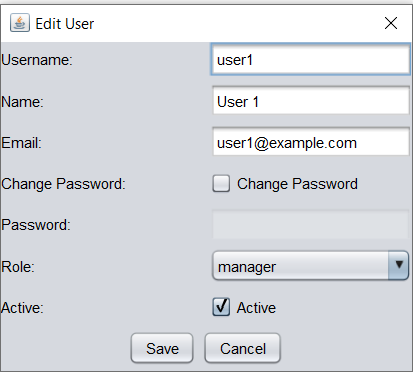 Edit User
Username: user1
Name: User 1
Email: user1@example.com
Change Password: Change Password
Password:
Role: manager
Active: Active
Save Cancel